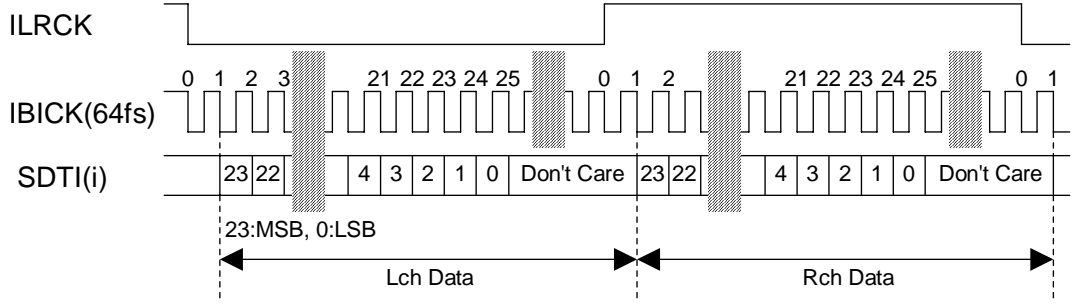 ILRCK
0 1 2 3 21 22 23 24 25 0 1 2 21 22 23 24 25 0 1
IBICK(64fs)
SDTI(i) 23 22 4 3 2 1 0 Don't Care 23 22 4 3 2 1 0 Don't Care
23:MSB, 0:LSB
Lch Data Rch Data